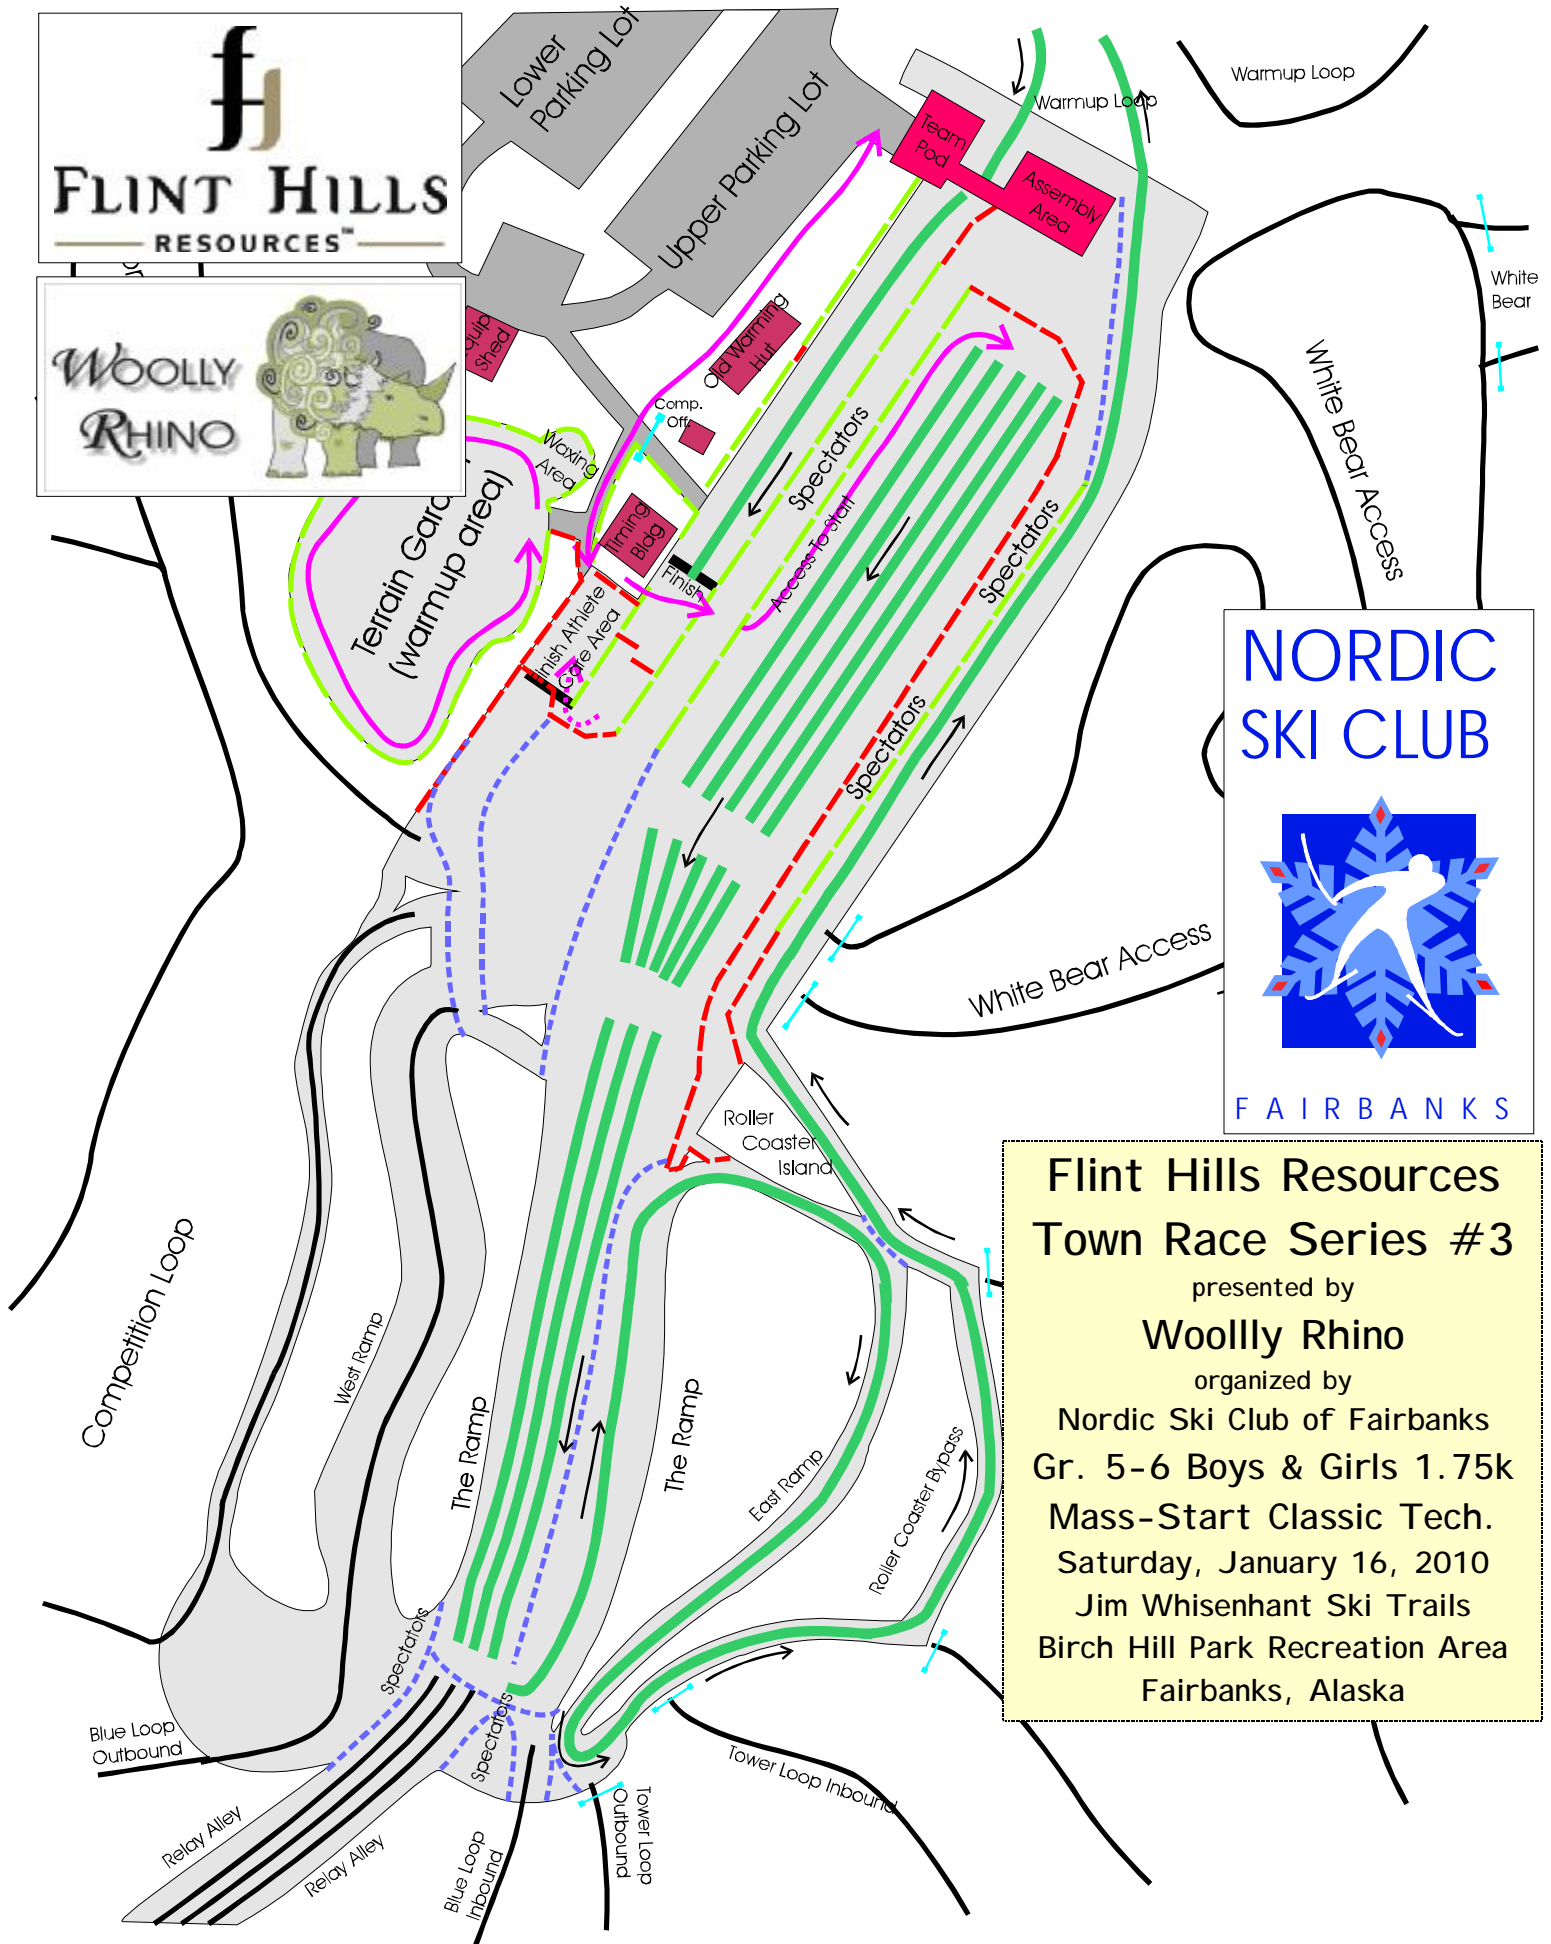 FLINT HILLS
RESOURCES™
WOOLLY
RHINO
Lower
Parking Lot
Upper Parking Lot
Warmup Loop
Warmup Loop
Team
Pod
Assembly
Area
White
Bear
White Bear Access
Equip
Shed
Old Warming
Hut
Comp.
Off.
Waxing
Area
Timing
Bldg
Terrain Gard
(warmup area)
Finish
Finish Athlete
Care Area
Spectators
Access To Start
Spectators
Spectators
White Bear Access
NORDIC
SKI CLUB
FAIRBANKS
Roller
Coaster
Island
Competition Loop
West Ramp
The Ramp
The Ramp
East Ramp
Roller Coaster Bypass
Spectators
Spectators
Blue Loop
Outbound
Relay Alley
Relay Alley
Blue Loop
Inbound
Tower Loop
Outbound
Tower Loop Inbound
Flint Hills Resources
Town Race Series #3
presented by
Woollly Rhino
organized by
Nordic Ski Club of Fairbanks
Gr. 5-6 Boys & Girls 1.75k
Mass-Start Classic Tech.
Saturday, January 16, 2010
Jim Whisenhant Ski Trails
Birch Hill Park Recreation Area
Fairbanks, Alaska